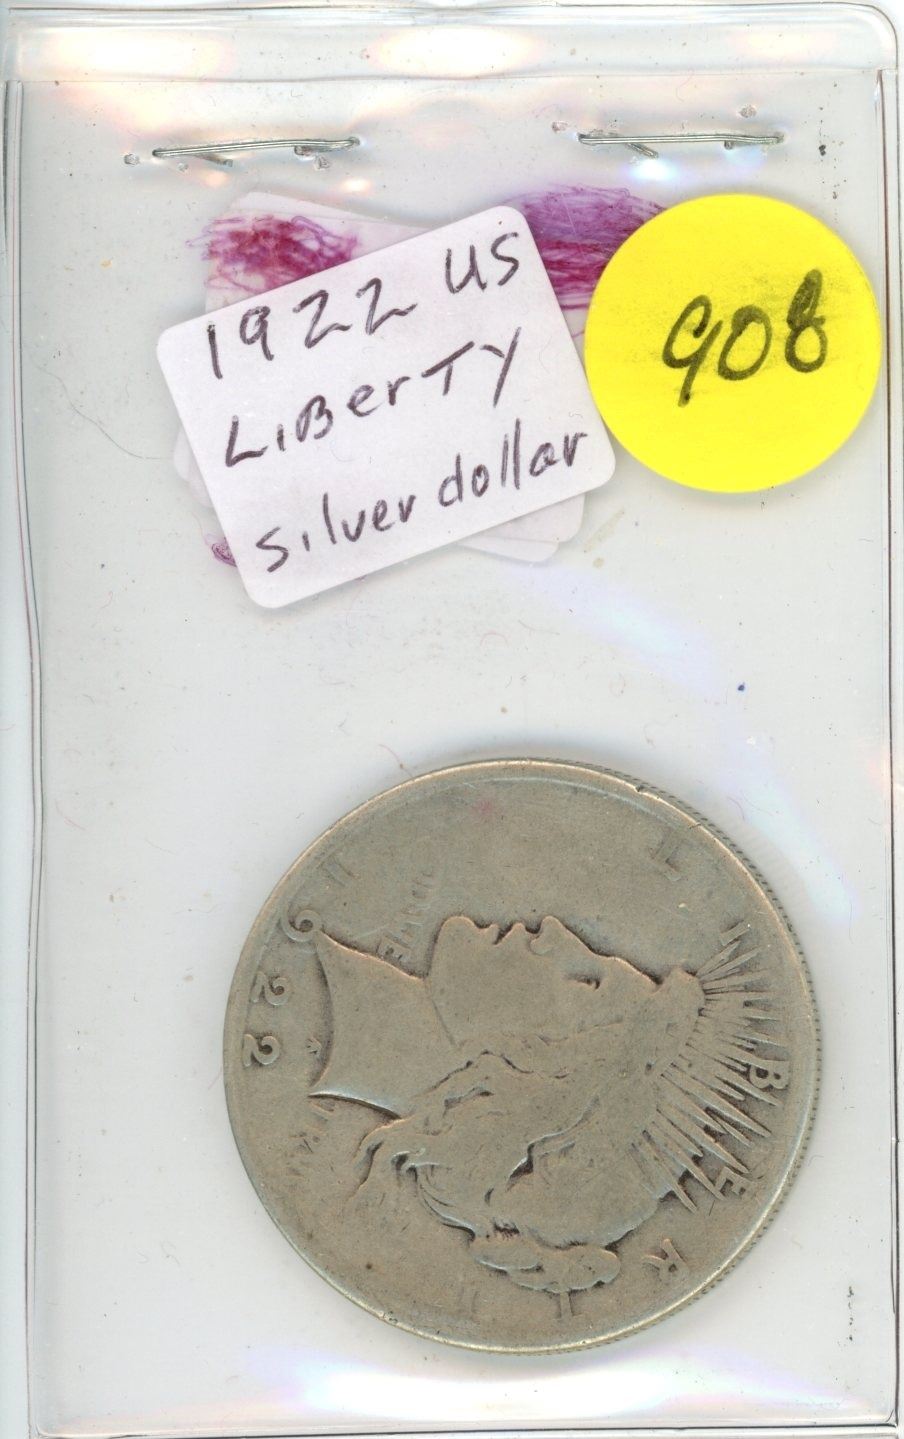 1922 US
LiBerTY
silver dollar
908
LIBERTY
1922